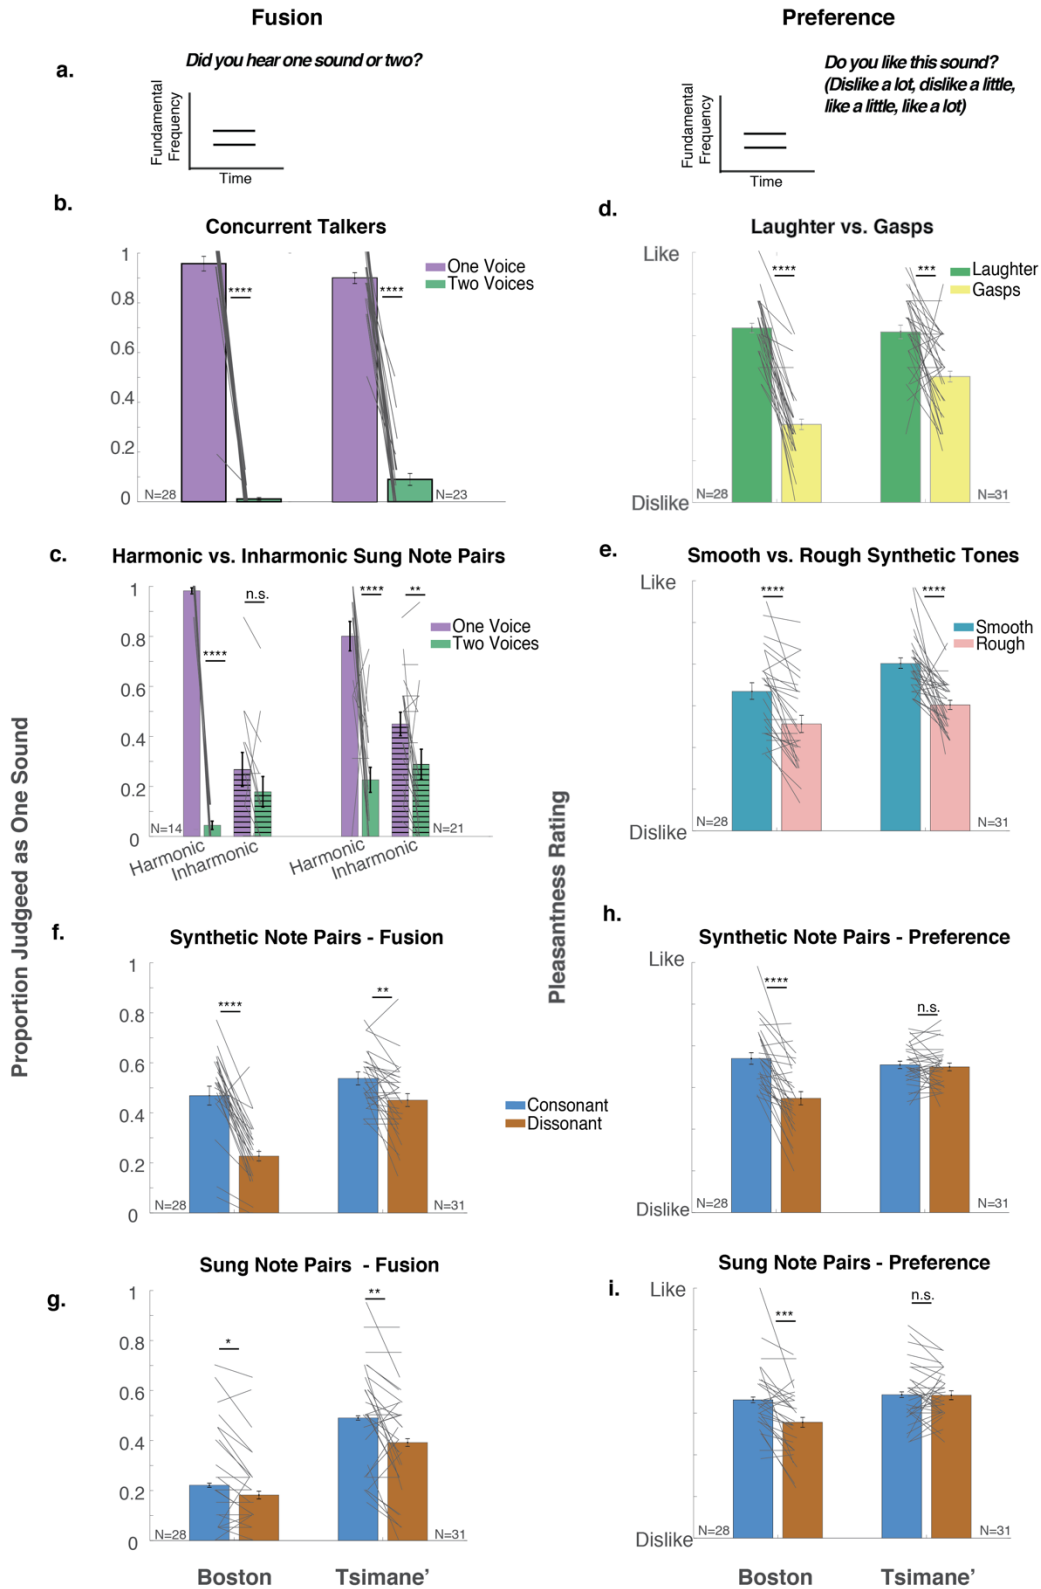 Fusion
Preference
a.
Did you hear one sound or two?
Fundamental
Frequency
Time
Do you like this sound?
(Dislike a lot, dislike a little,
like a little, like a lot)
Fundamental
Frequency
Time
b.
Concurrent Talkers
1
0.8
0.6
0.4
0.2
0
****
****
One Voice
Two Voices
N=28
N=23
d.
Laughter vs. Gasps
Like
Dislike
****
***
Laughter
Gasps
N=28
N=31
c.
Harmonic vs. Inharmonic Sung Note Pairs
1
0.8
0.6
0.4
0.2
0
****
n.s.
****
**
One Voice
Two Voices
N=14
N=21
Harmonic
Inharmonic
Harmonic
Inharmonic
e.
Smooth vs. Rough Synthetic Tones
Like
Dislike
****
****
Smooth
Rough
N=28
N=31
Proportion Judgeed as One Sound
Pleasantness Rating
f.
Synthetic Note Pairs - Fusion
1
0.8
0.6
0.4
0.2
0
****
**
Consonant
Dissonant
N=28
N=31
h.
Synthetic Note Pairs - Preference
Like
Dislike
****
n.s.
N=28
N=31
g.
Sung Note Pairs - Fusion
1
0.8
0.6
0.4
0.2
0
*
**
N=28
N=31
Boston
Tsimane’
i.
Sung Note Pairs - Preference
Like
Dislike
***
n.s.
N=28
N=31
Boston
Tsimane’